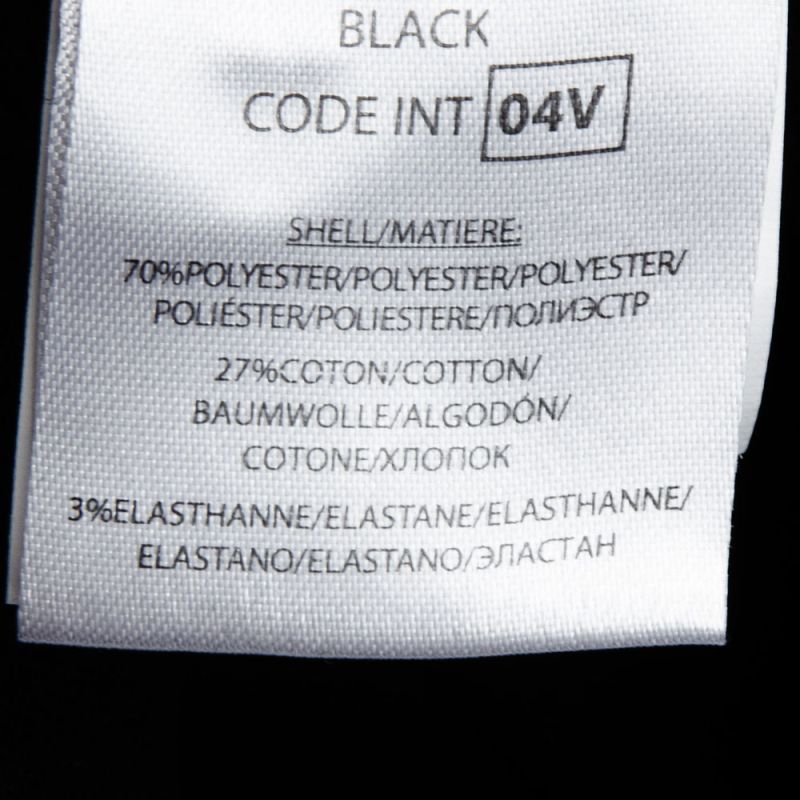 BLACK
CODE INT 04V
SHELL/MATIERE:
70%POLYESTER/POLYESTER/POLYESTER/
POLIÉSTER/POLIESTERE/ПОЛИЭСТР
27%COTON/COTTON/
BAUMWOLLE/ALGODÓN/
COTONE/ХЛОПОК
3%ELASTHANNE/ELASTANE/ELASTHANNE/
ELASTANO/ELASTANO/ЭЛАСТАН